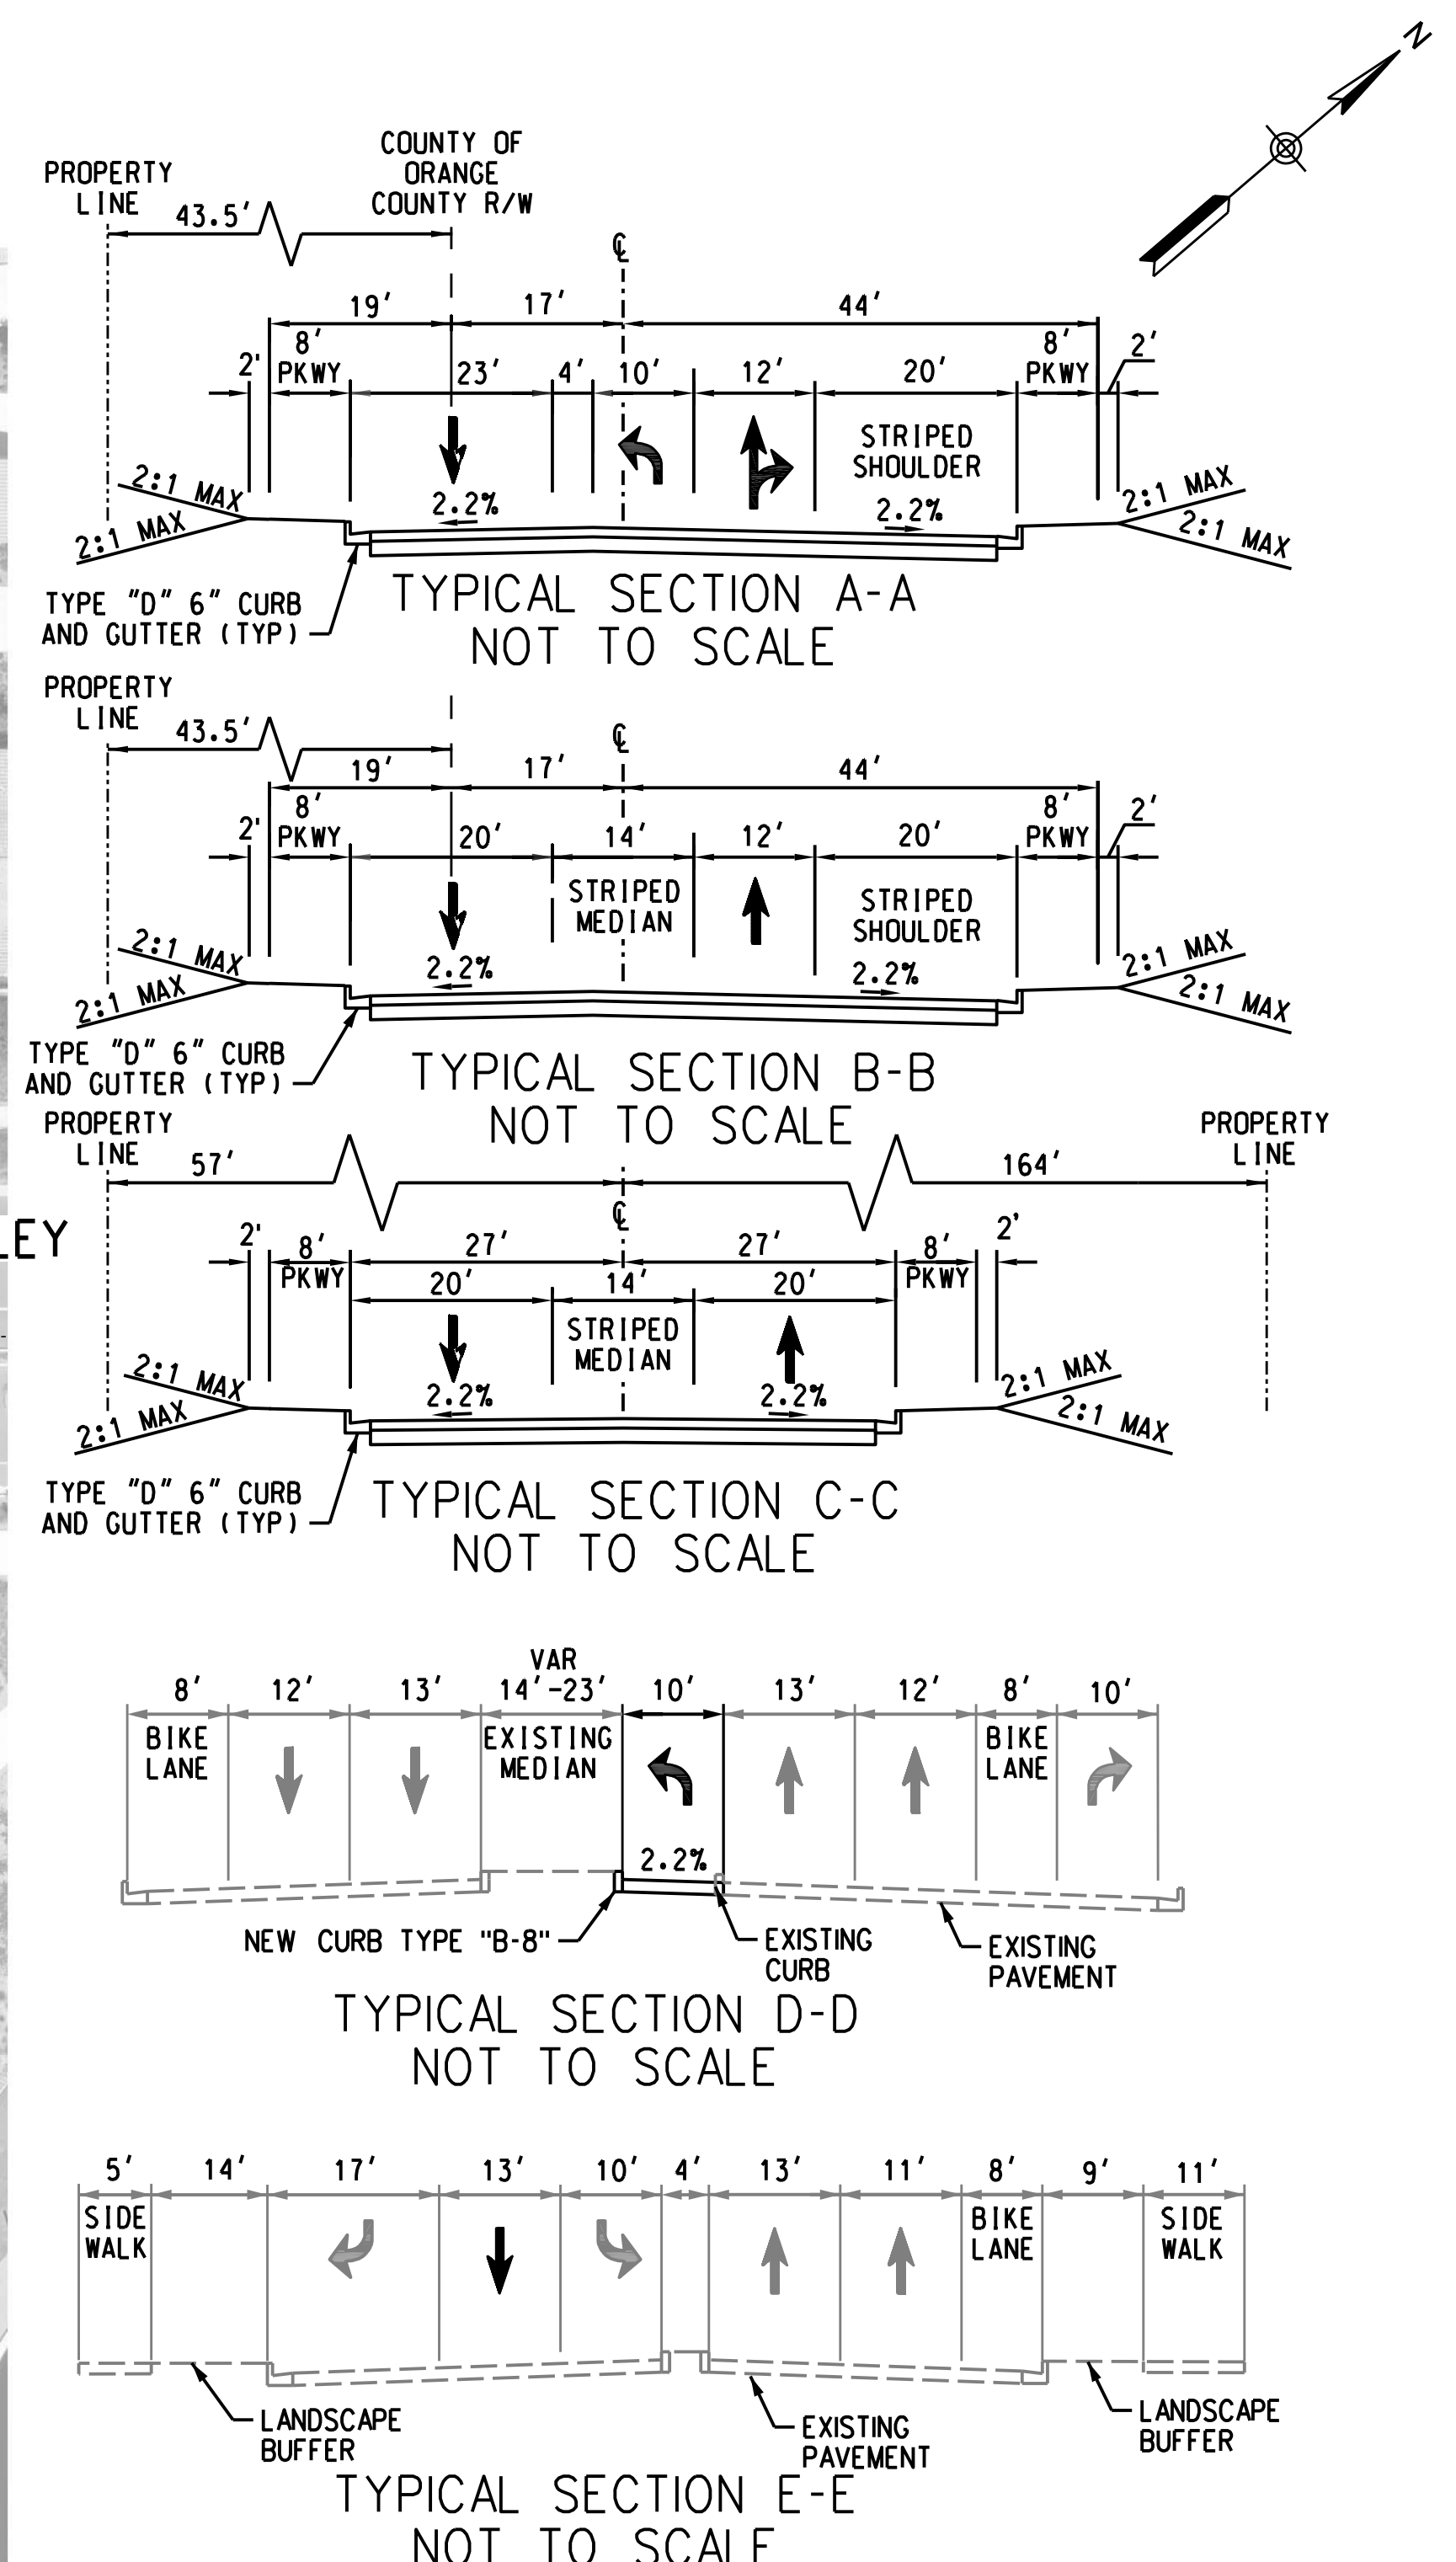 N
COUNTY OF
ORANGE
COUNTY R/W
PROPERTY
LINE
43.5'
℄
19' 17' 44'
2' 8' 23' 4' 10' 12' 20' 8' 2'
PKWY PKWY
STRIPED
SHOULDER
2:1 MAX 2.2% 2.2% 2:1 MAX
2:1 MAX 2:1 MAX
TYPE "D" 6" CURB
AND GUTTER (TYP)
TYPICAL SECTION A-A
NOT TO SCALE
PROPERTY
LINE
43.5'
℄
19' 17' 44'
2' 8' 20' 14' 12' 20' 8' 2'
PKWY PKWY
STRIPED
MEDIAN
STRIPED
SHOULDER
2:1 MAX 2.2% 2.2% 2:1 MAX
2:1 MAX 2:1 MAX
TYPE "D" 6" CURB
AND GUTTER (TYP)
TYPICAL SECTION B-B
NOT TO SCALE
PROPERTY
LINE
PROPERTY
LINE
57' 164'
℄
LEY
2' 8' 27' 27' 8' 2'
PKWY PKWY
20' 14' 20'
STRIPED
MEDIAN
2:1 MAX 2.2% 2.2% 2:1 MAX
2:1 MAX 2:1 MAX
TYPE "D" 6" CURB
AND GUTTER (TYP)
TYPICAL SECTION C-C
NOT TO SCALE
VAR
8' 12' 13' 14'-23' 10' 13' 12' 8' 10'
BIKE
LANE
EXISTING
MEDIAN
BIKE
LANE
2.2%
NEW CURB TYPE "B-8"
EXISTING
CURB
EXISTING
PAVEMENT
TYPICAL SECTION D-D
NOT TO SCALE
5' 14' 17' 13' 10' 4' 13' 11' 8' 9' 11'
SIDE
WALK
BIKE
LANE
SIDE
WALK
LANDSCAPE
BUFFER
EXISTING
PAVEMENT
LANDSCAPE
BUFFER
TYPICAL SECTION E-E
NOT TO SCALE